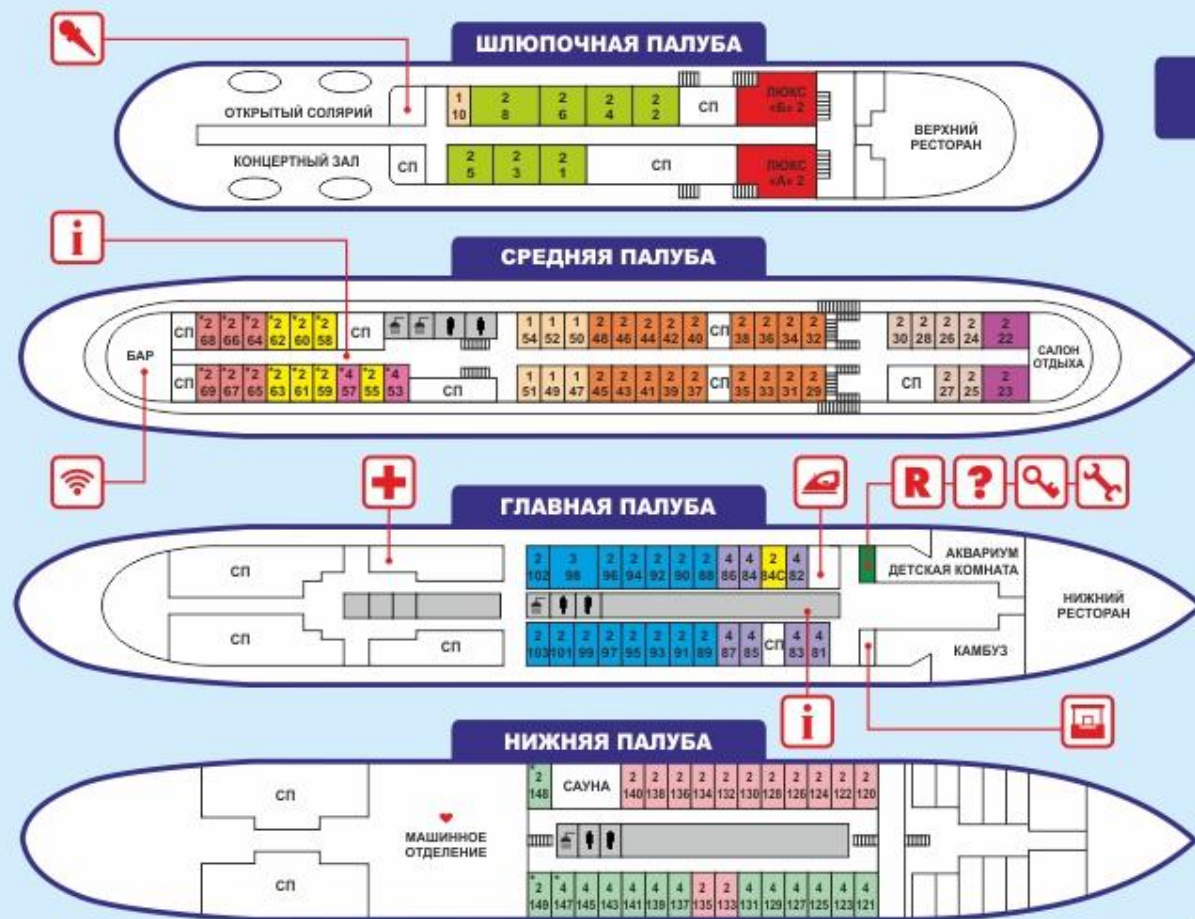 ШЛЮПОЧНАЯ ПАЛУБА
ОТКРЫТЫЙ СОЛЯРИЙ
1 2 2 2 2
10 8 6 4 2
СП
ЛЮКС
«Б» 2
ВЕРХНИЙ
РЕСТОРАН
КОНЦЕРТНЫЙ ЗАЛ
СП
2 2 2
5 3 1
СП
ЛЮКС
«А» 2
i
СРЕДНЯЯ ПАЛУБА
БАР
СП
*2 *2 *2 *2 *2 *2
68 66 64 62 60 58
СП
1 1 1 2 2 2 2 2
54 52 50 48 46 44 42 40
СП
2 2 2 2
38 36 34 32
2 2 2 2 2
30 28 26 24 22
САЛОН
ОТДЫХА
СП
*2 *2 *2 *2 *2 *2 *4 *2 *4
69 67 65 63 61 59 57 55 53
СП
1 1 1 2 2 2 2 2
51 49 47 45 43 41 39 37
СП
2 2 2 2
35 33 31 29
СП
2 2 2
27 25 23
R ?
ГЛАВНАЯ ПАЛУБА
СП
2 3 2 2 2 2 2 4 4 2 4
102 98 96 94 92 90 88 86 84 84С 82
АКВАРИУМ
ДЕТСКАЯ КОМНАТА
НИЖНИЙ
РЕСТОРАН
СП
СП
2 2 2 2 2 2 2 2 4 4
103 101 99 97 95 93 91 89 87 85
СП
4 4
83 81
КАМБУЗ
i
НИЖНЯЯ ПАЛУБА
СП
*2
148
САУНА
2 2 2 2 2 2 2 2 2 2 2
140 138 136 134 132 130 128 126 124 122 120
МАШИННОЕ
ОТДЕЛЕНИЕ
СП
*2 *4 4 4 4 4 4 2 2 4 4 4 4 4 4
149 147 145 143 141 139 137 135 133 131 129 127 125 123 121